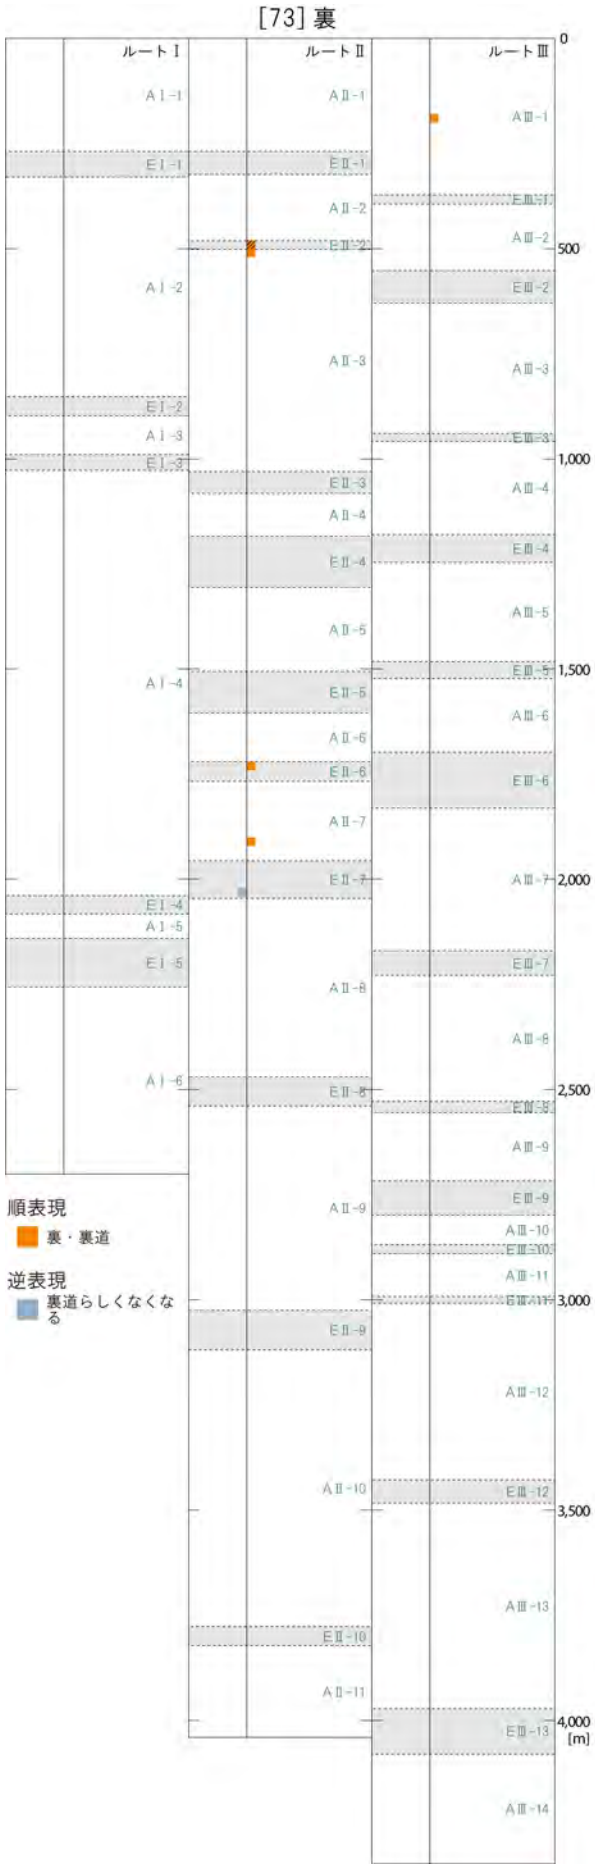 [73] 裏
ルートⅠ
AⅠ-1
EⅠ-1
AⅠ-2
EⅠ-2
AⅠ-3
EⅠ-3
AⅠ-4
EⅠ-4
AⅠ-5
EⅠ-5
AⅠ-6
ルートⅡ
AⅡ-1
EⅡ-1
AⅡ-2
EⅡ-2
AⅡ-3
EⅡ-3
AⅡ-4
EⅡ-4
AⅡ-5
EⅡ-5
AⅡ-6
EⅡ-6
AⅡ-7
EⅡ-7
AⅡ-8
EⅡ-8
AⅡ-9
EⅡ-9
AⅡ-10
EⅡ-10
AⅡ-11
ルートⅢ
AⅢ-1
EⅢ-1
AⅢ-2
EⅢ-2
AⅢ-3
EⅢ-3
AⅢ-4
EⅢ-4
AⅢ-5
EⅢ-5
AⅢ-6
EⅢ-6
AⅢ-7
EⅢ-7
AⅢ-8
EⅢ-8
AⅢ-9
EⅢ-9
AⅢ-10
EⅢ-10
AⅢ-11
EⅢ-11
AⅢ-12
EⅢ-12
AⅢ-13
EⅢ-13
AⅢ-14
0
500
1,000
1,500
2,000
2,500
3,000
3,500
4,000
[m]
順表現
裏・裏道
逆表現
裏道らしくなくな
る